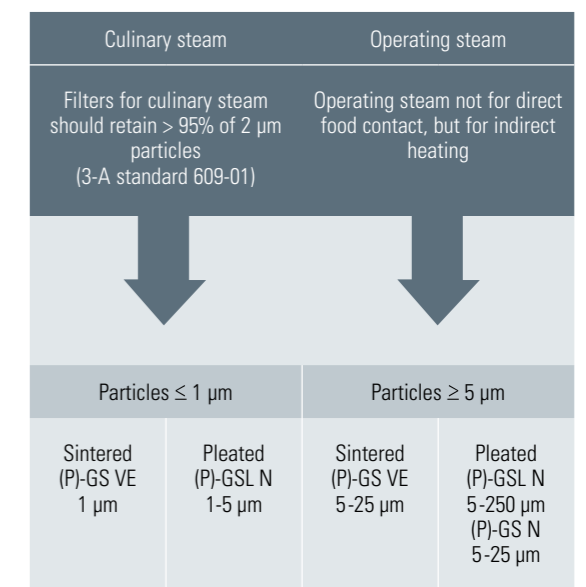 Culinary steam
Operating steam
Filters for culinary steam
should retain > 95% of 2 µm
particles
(3-A standard 609-01)
Operating steam not for direct
food contact, but for indirect
heating
Particles ≤ 1 µm
Particles ≥ 5 µm
Sintered
(P)-GS VE
1 µm
Pleated
(P)-GSL N
1-5 µm
Sintered
(P)-GS VE
5-25 µm
Pleated
(P)-GSL N
5-250 µm
(P)-GS N
5-25 µm